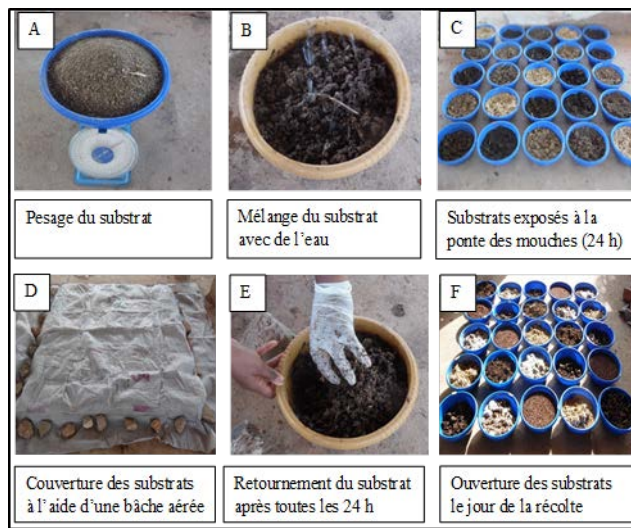 A
B
C
Pesage du substrat
Mélange du substrat
avec de l'eau
Substrats exposés à la
ponte des mouches (24 h)
D
E
F
Couverture des substrats
à l'aide d'une bâche aérée
Retournement du substrat
après toutes les 24 h
Ouverture des substrats
le jour de la récolte